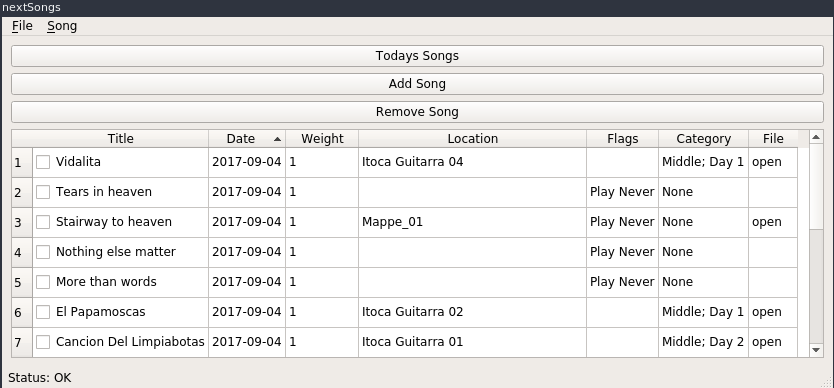 nextSongs
File Song
Todays Songs
Add Song
Remove Song
Title Date Weight Location Flags Category File
1 Vidalita 2017-09-04 1 Itoca Guitarra 04 Middle; Day 1 open
2 Tears in heaven 2017-09-04 1 Play Never None
3 Stairway to heaven 2017-09-04 1 Mappe_01 Play Never None open
4 Nothing else matter 2017-09-04 1 Play Never None
5 More than words 2017-09-04 1 Play Never None
6 El Papamoscas 2017-09-04 1 Itoca Guitarra 02 Middle; Day 1 open
7 Cancion Del Limpiabotas 2017-09-04 1 Itoca Guitarra 01 Middle; Day 2 open
Status: OK